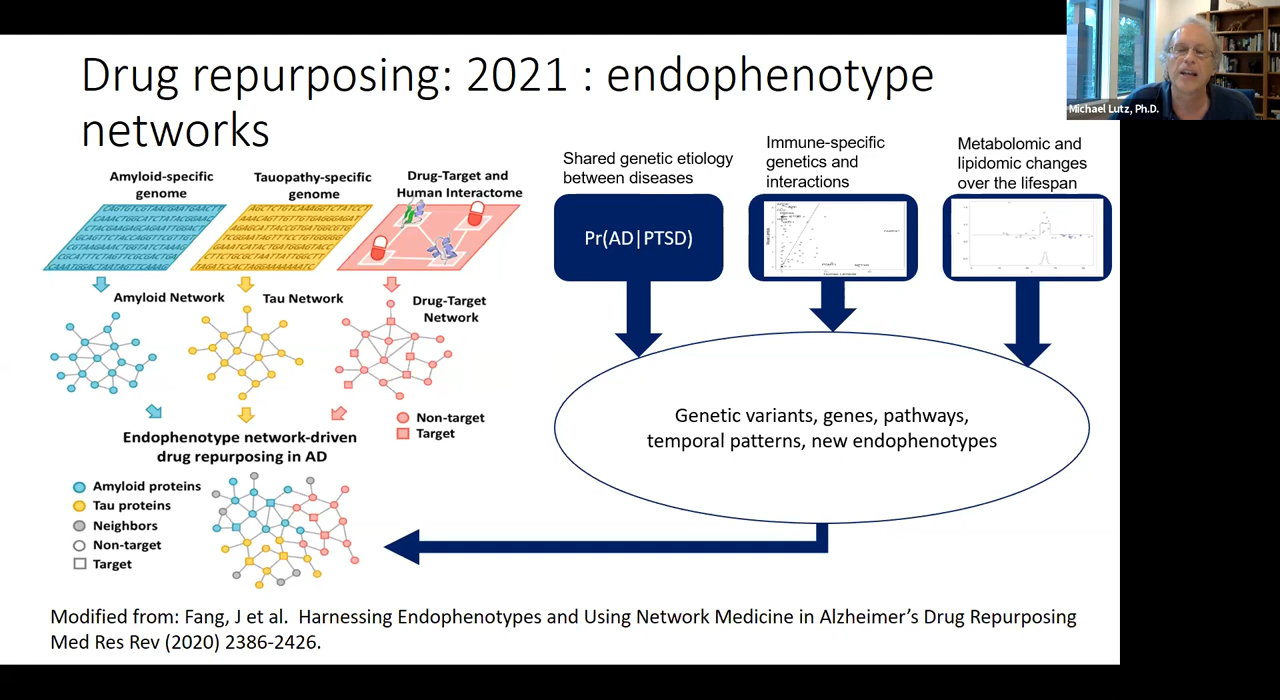 Drug repurposing: 2021 : endophenotype
networks
Michael Lutz, Ph.D.
Amyloid-specific
genome
Tauopathy-specific
genome
Drug-Target and
Human Interactome
Amyloid Network
Tau Network
Drug-Target
Network
Non-target
Target
Endophenotype network-driven
drug repurposing in AD
Amyloid proteins
Tau proteins
Neighbors
Non-target
Target
Shared genetic etiology
between diseases
Pr(AD|PTSD)
Immune-specific
genetics and
interactions
Metabolomic and
lipidomic changes
over the lifespan
Genetic variants, genes, pathways,
temporal patterns, new endophenotypes
Modified from: Fang, J et al.  Harnessing Endophenotypes and Using Network Medicine in Alzheimer's Drug Repurposing
Med Res Rev (2020) 2386-2426.